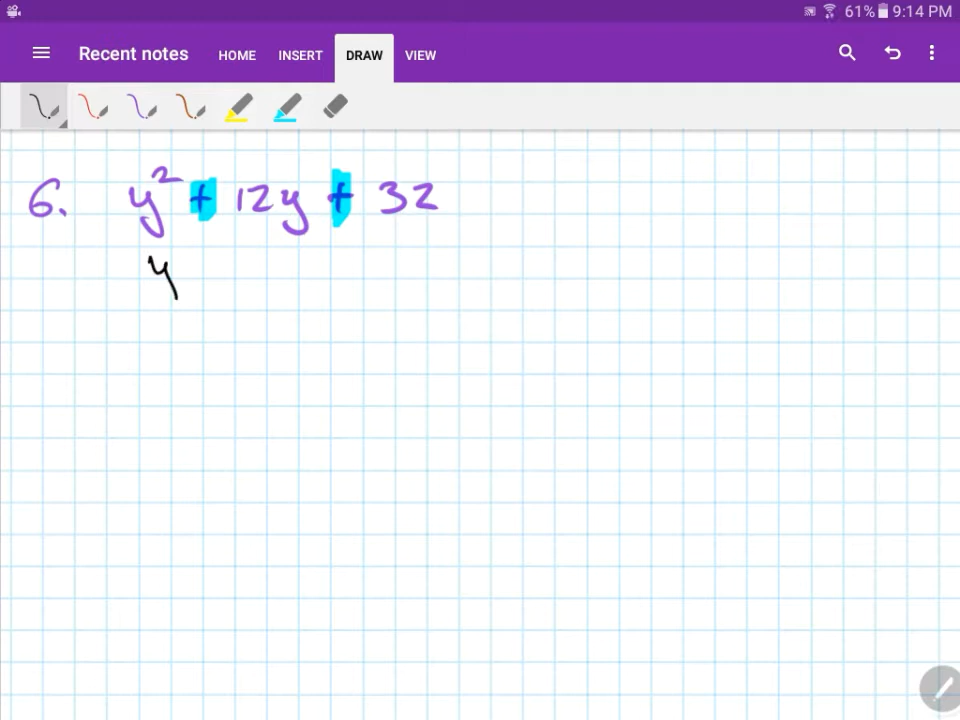 61% 9:14 PM
Recent notes HOME INSERT DRAW VIEW
6. y² + 12y + 32
y